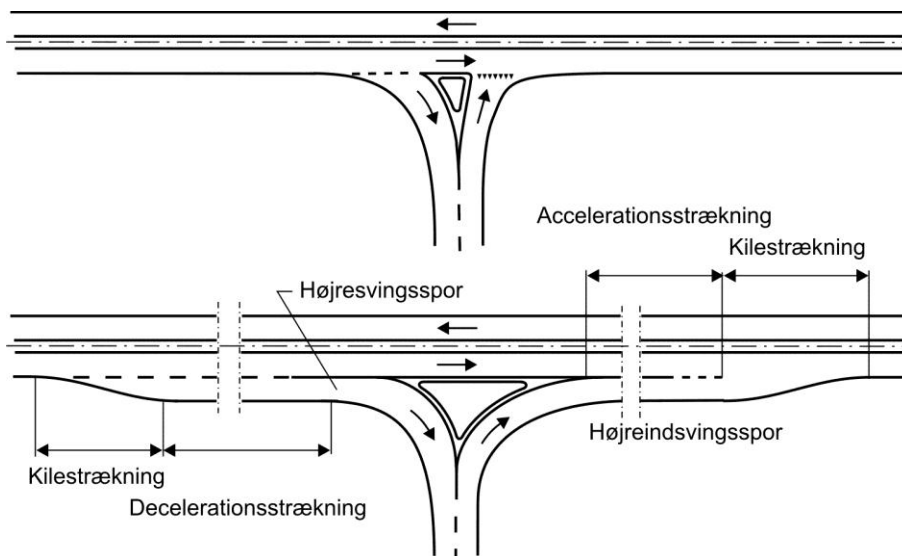 Accelerationsstrækning
Kilestrækning
Højresvingsspor
Højreindsvingsspor
Kilestrækning
Decelerationsstrækning